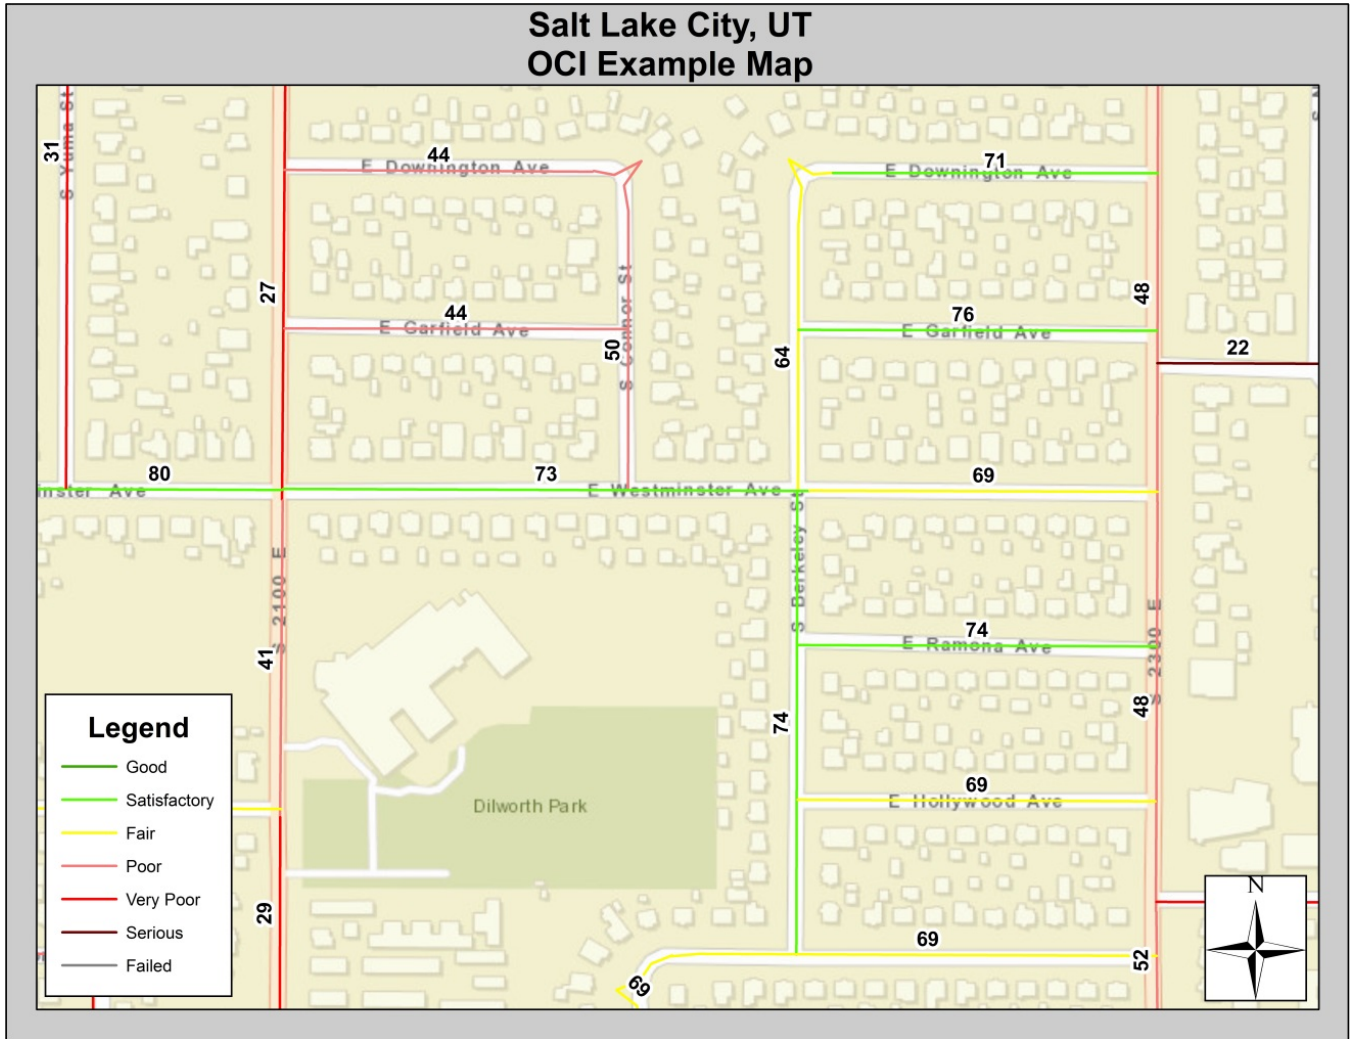 Salt Lake City, UT
OCI Example Map
31
S Yuma St
44
E Downington Ave
71
E Downington Ave
27
44
E Garfield Ave
50
S Connor St
64
76
E Garfield Ave
48
22
80
inster Ave
73
E Westminster Ave
69
S 2100 E
41
S Berkeley St
74
E Ramona Ave
S 2300 E
48
74
69
E Hollywood Ave
Dilworth Park
29
69
69
52
Legend
Good
Satisfactory
Fair
Poor
Very Poor
Serious
Failed
N